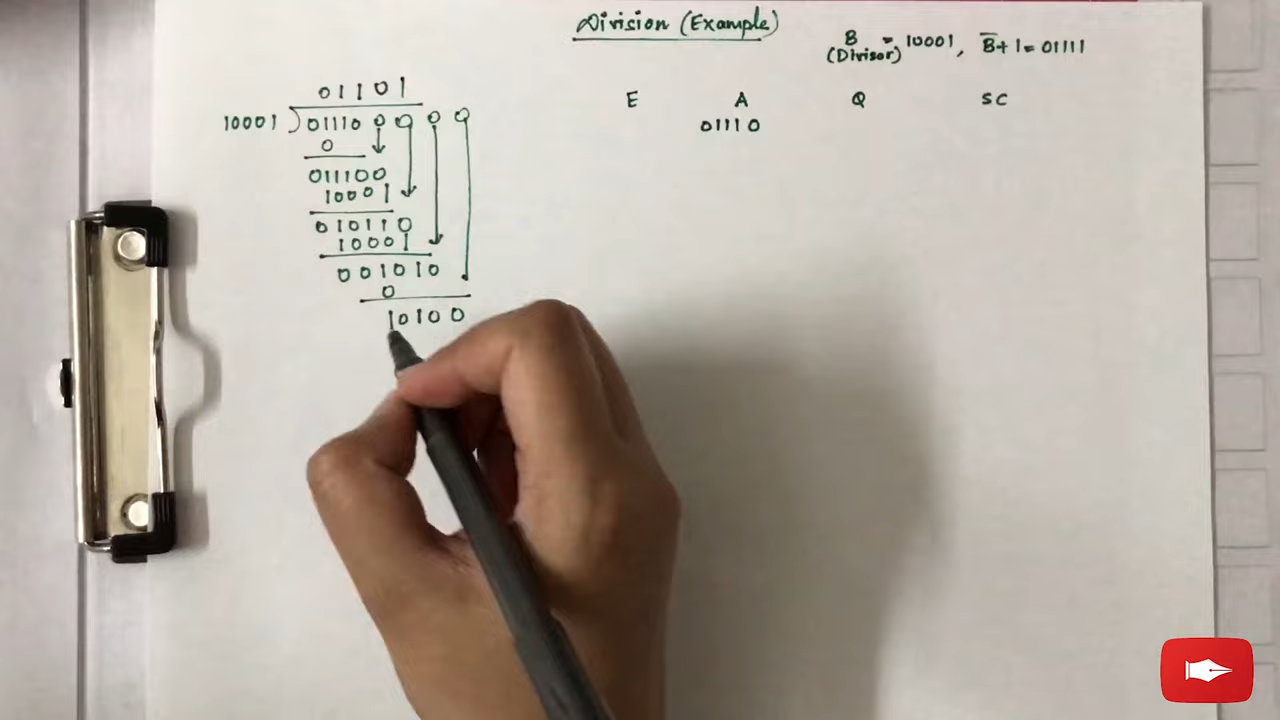 Division (Example)
B = 10001, B̅+1 = 01111
(Divisor)
E A Q SC
01110
01101
10001 ) 01110 0 0 0 0
0
011100
10001
010110
10001
001010
0
10100
1